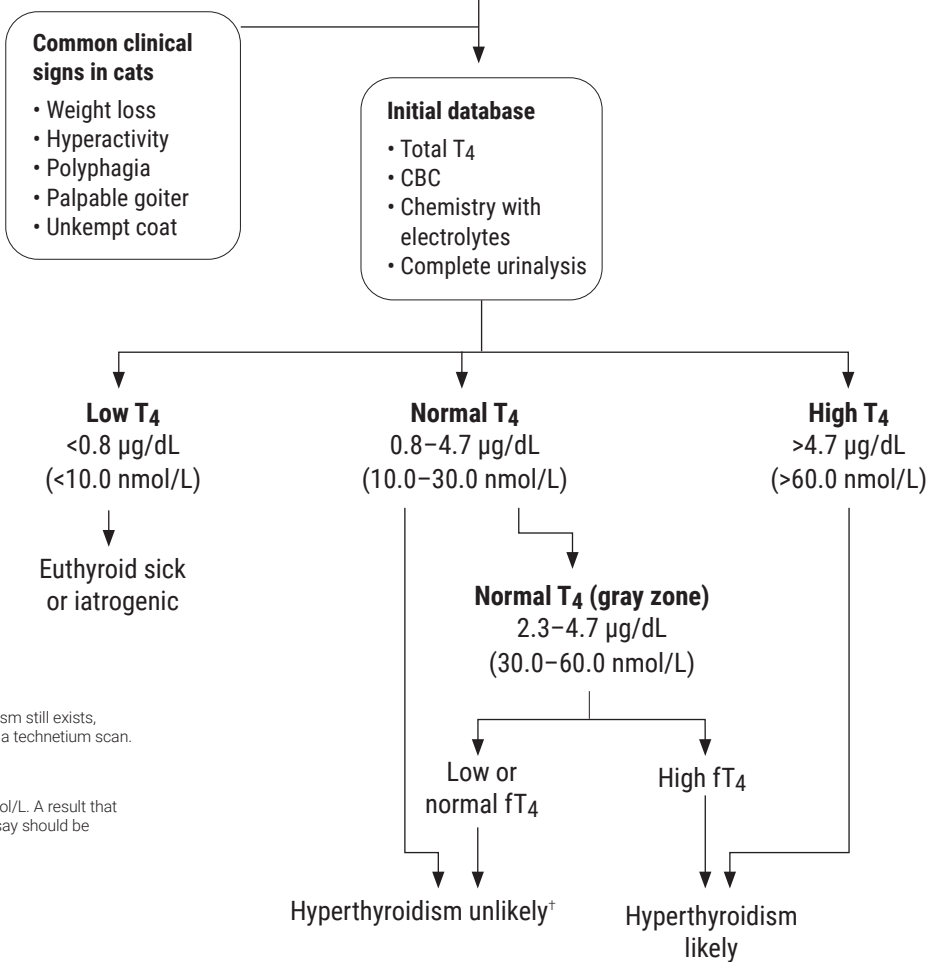 Common clinical
signs in cats
• Weight loss
• Hyperactivity
• Polyphagia
• Palpable goiter
• Unkempt coat
Initial database
• Total T4
• CBC
• Chemistry with
electrolytes
• Complete urinalysis
Low T4
<0.8 µg/dL
(<10.0 nmol/L)
Normal T4
0.8–4.7 µg/dL
(10.0–30.0 nmol/L)
High T4
>4.7 µg/dL
(>60.0 nmol/L)
Euthyroid sick
or iatrogenic
Normal T4 (gray zone)
2.3–4.7 µg/dL
(30.0–60.0 nmol/L)
sm still exists,
a technetium scan.
ol/L. A result that
say should be
Low or
normal fT4
High fT4
Hyperthyroidism unlikely†
Hyperthyroidism
likely